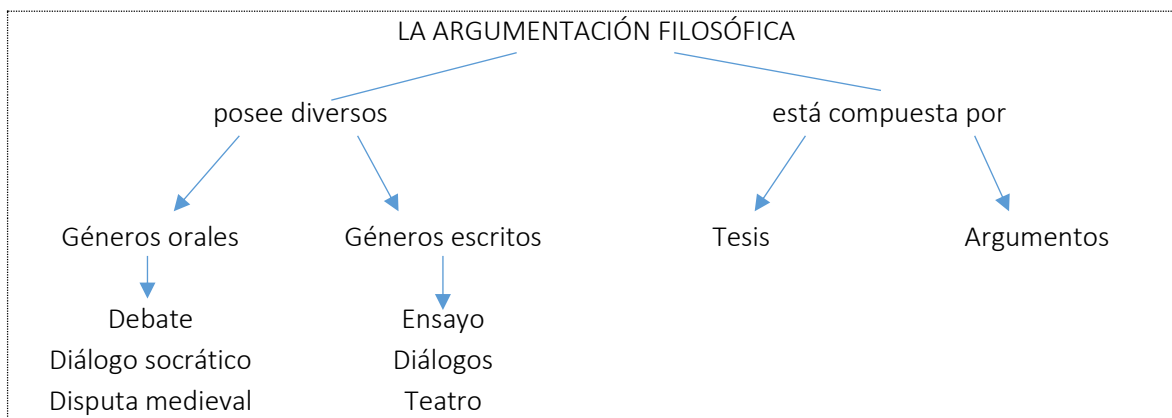 LA ARGUMENTACIÓN FILOSÓFICA
posee diversos
está compuesta por
Géneros orales
Géneros escritos
Tesis
Argumentos
Debate
Ensayo
Diálogo socrático
Diálogos
Disputa medieval
Teatro